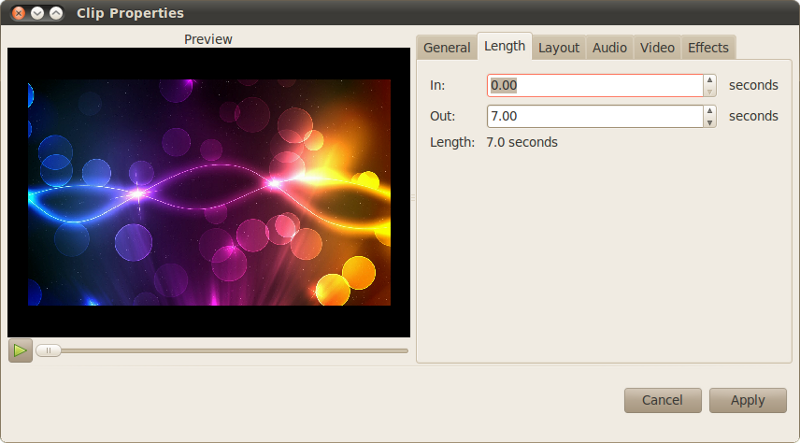 Clip Properties
Preview
General Length Layout Audio Video Effects
In: 0.00 seconds
Out: 7.00 seconds
Length: 7.0 seconds
Cancel Apply